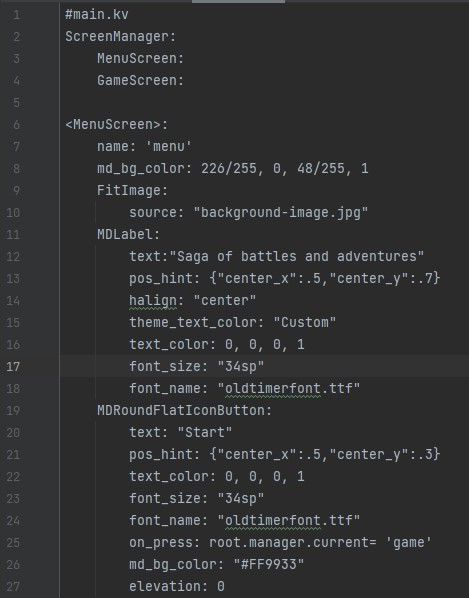 1 #main.kv
2 ScreenManager:
3     MenuScreen:
4     GameScreen:
5
6 <MenuScreen>:
7     name: 'menu'
8     md_bg_color: 226/255, 0, 48/255, 1
9     FitImage:
10         source: "background-image.jpg"
11     MDLabel:
12         text:"Saga of battles and adventures"
13         pos_hint: {"center_x":.5,"center_y":.7}
14         halign: "center"
15         theme_text_color: "Custom"
16         text_color: 0, 0, 0, 1
17         font_size: "34sp"
18         font_name: "oldtimerfont.ttf"
19     MDRoundFlatIconButton:
20         text: "Start"
21         pos_hint: {"center_x":.5,"center_y":.3}
22         text_color: 0, 0, 0, 1
23         font_size: "34sp"
24         font_name: "oldtimerfont.ttf"
25         on_press: root.manager.current= 'game'
26         md_bg_color: "#FF9933"
27         elevation: 0